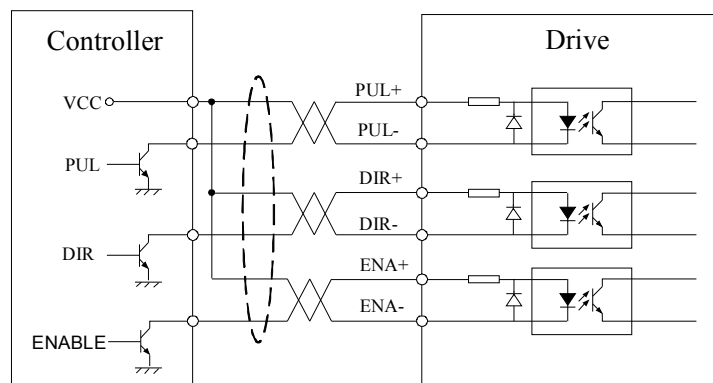 Controller
Drive
VCC
PUL+
PUL-
PUL
DIR+
DIR-
DIR
ENA+
ENA-
ENABLE